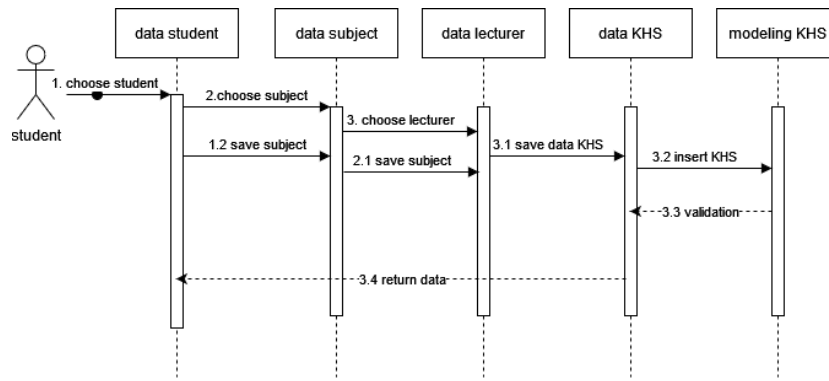 data student
data subject
data lecturer
data KHS
modeling KHS
1. choose student
student
2.choose subject
3. choose lecturer
1.2 save subject
2.1 save subject
3.1 save data KHS
3.2 insert KHS
3.3 validation
3.4 return data